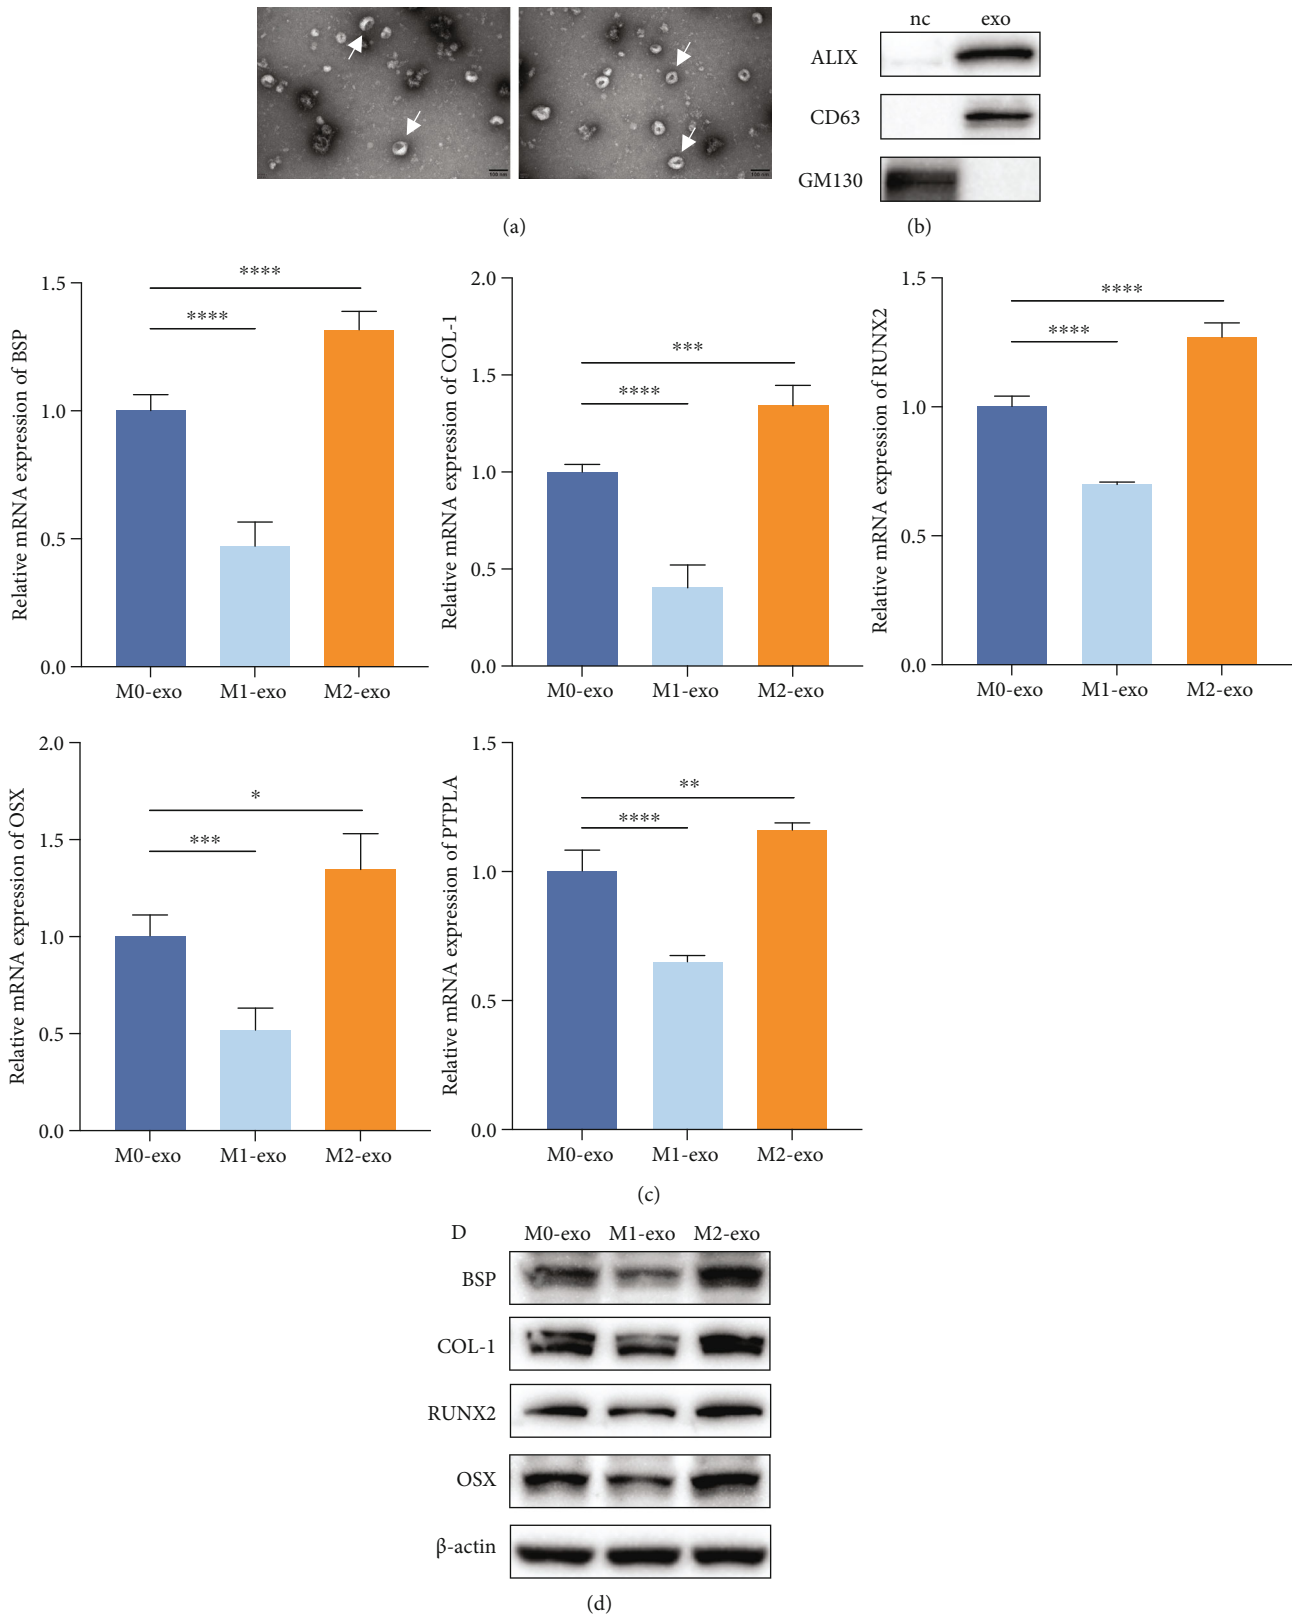 100 nm
100 nm
(a)
nc exo
ALIX
CD63
GM130
(b)
Relative mRNA expression of BSP
1.5
1.0
0.5
0.0
****
****
M0-exo M1-exo M2-exo
Relative mRNA expression of COL-1
2.0
1.5
1.0
0.5
0.0
***
****
M0-exo M1-exo M2-exo
Relative mRNA expression of RUNX2
1.5
1.0
0.5
0.0
****
****
M0-exo M1-exo M2-exo
Relative mRNA expression of OSX
2.0
1.5
1.0
0.5
0.0
*
***
M0-exo M1-exo M2-exo
Relative mRNA expression of PTPLA
1.5
1.0
0.5
0.0
**
****
M0-exo M1-exo M2-exo
(c)
D M0-exo M1-exo M2-exo
BSP
COL-1
RUNX2
OSX
β-actin
(d)